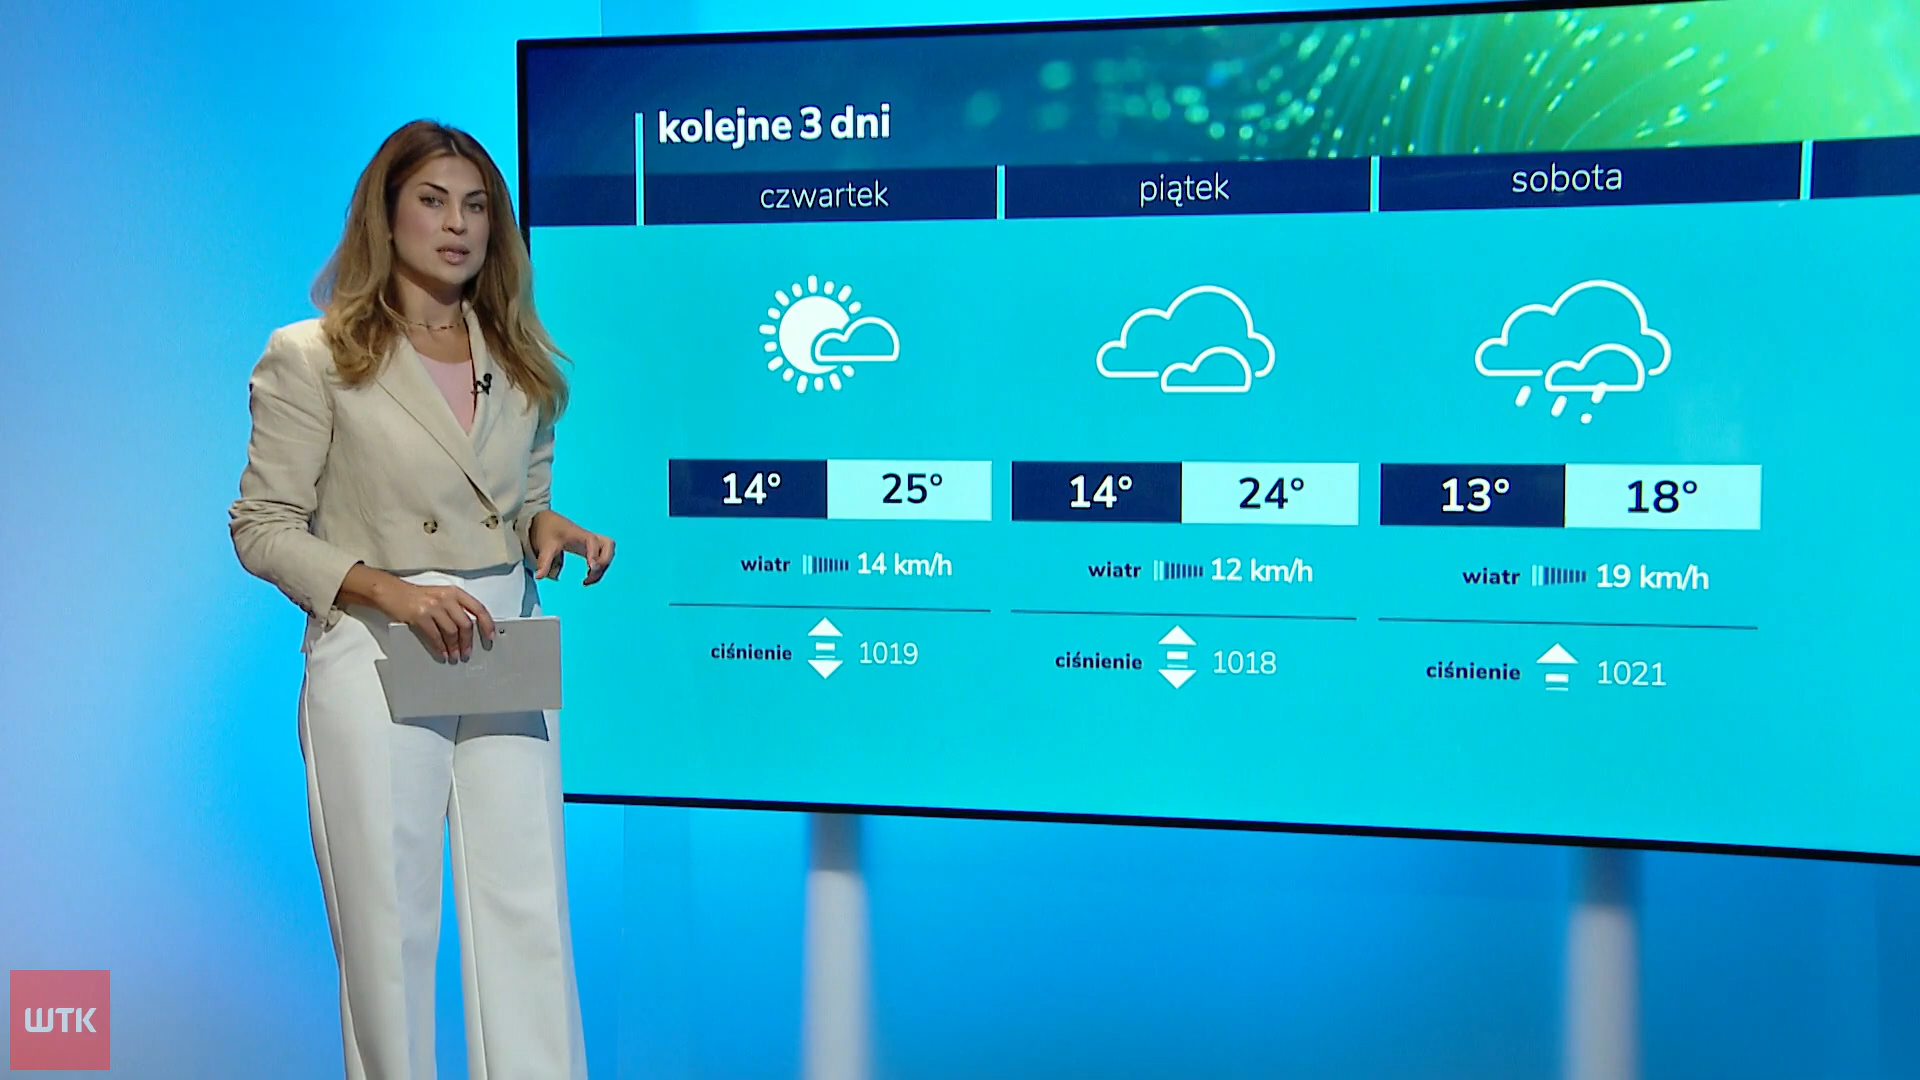 kolejne 3 dni
czwartek piątek sobota
14° 25° 14° 24° 13° 18°
wiatr 14 km/h wiatr 12 km/h wiatr 19 km/h
ciśnienie 1019 ciśnienie 1018 ciśnienie 1021
WTK